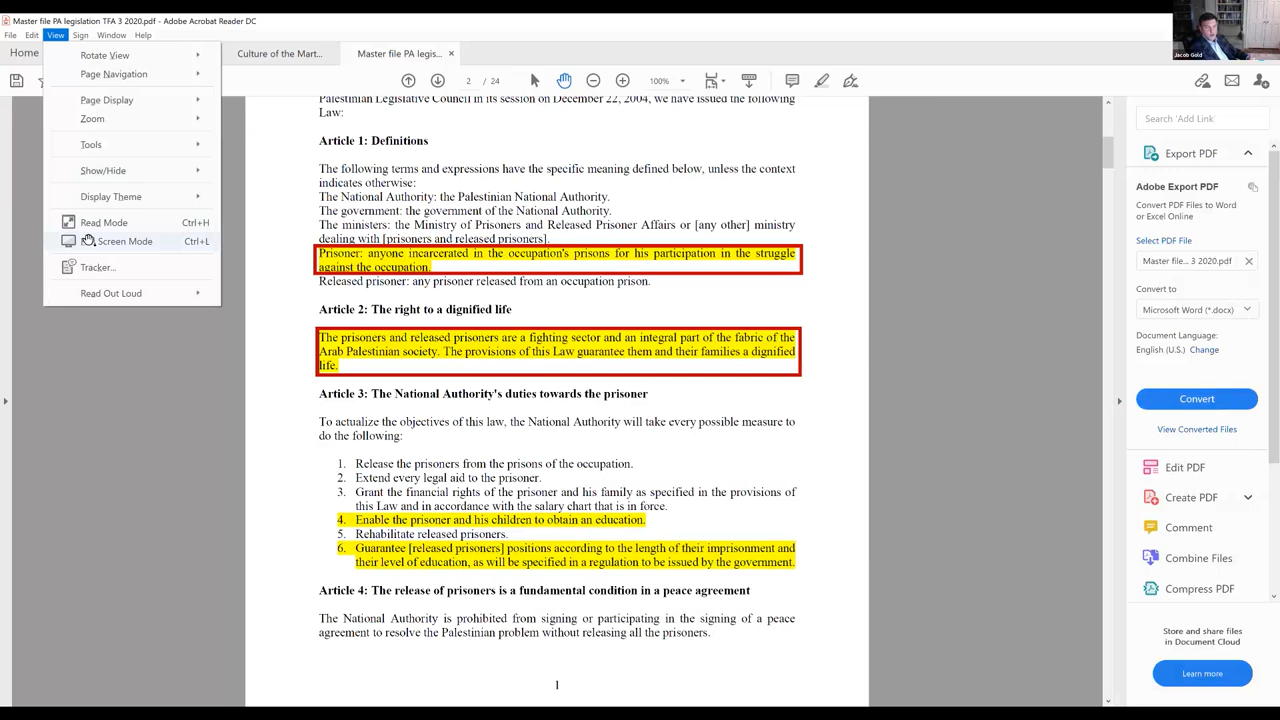 Master file PA legislation TFA 3 2020.pdf - Adobe Acrobat Reader DC
File Edit View Sign Window Help
Home Culture of the Mart... Master file PA legis... ×
2 / 24 100%
Rotate View
Page Navigation
Page Display
Zoom
Tools
Show/Hide
Display Theme
Read Mode Ctrl+H
Screen Mode Ctrl+L
Tracker...
Read Out Loud
Jacob Gold
Palestinian Legislative Council in its session on December 22, 2004, we have issued the following
Law:
Article 1: Definitions
The following terms and expressions have the specific meaning defined below, unless the context
indicates otherwise:
The National Authority: the Palestinian National Authority.
The government: the government of the National Authority.
The ministers: the Ministry of Prisoners and Released Prisoner Affairs or [any other] ministry
dealing with [prisoners and released prisoners].
Prisoner: anyone incarcerated in the occupation's prisons for his participation in the struggle
against the occupation.
Released prisoner: any prisoner released from an occupation prison.
Article 2: The right to a dignified life
The prisoners and released prisoners are a fighting sector and an integral part of the fabric of the
Arab Palestinian society. The provisions of this Law guarantee them and their families a dignified
life.
Article 3: The National Authority's duties towards the prisoner
To actualize the objectives of this law, the National Authority will take every possible measure to
do the following:
1. Release the prisoners from the prisons of the occupation.
2. Extend every legal aid to the prisoner.
3. Grant the financial rights of the prisoner and his family as specified in the provisions of
this Law and in accordance with the salary chart that is in force.
4. Enable the prisoner and his children to obtain an education.
5. Rehabilitate released prisoners.
6. Guarantee [released prisoners] positions according to the length of their imprisonment and
their level of education, as will be specified in a regulation to be issued by the government.
Article 4: The release of prisoners is a fundamental condition in a peace agreement
The National Authority is prohibited from signing or participating in the signing of a peace
agreement to resolve the Palestinian problem without releasing all the prisoners.
1
Search 'Add Link'
Export PDF
Adobe Export PDF
Convert PDF Files to Word
or Excel Online
Select PDF File
Master file... 3 2020.pdf ×
Convert to
Microsoft Word (*.docx)
Document Language:
English (U.S.) Change
Convert
View Converted Files
Edit PDF
Create PDF
Comment
Combine Files
Compress PDF
Store and share files
in Document Cloud
Learn more